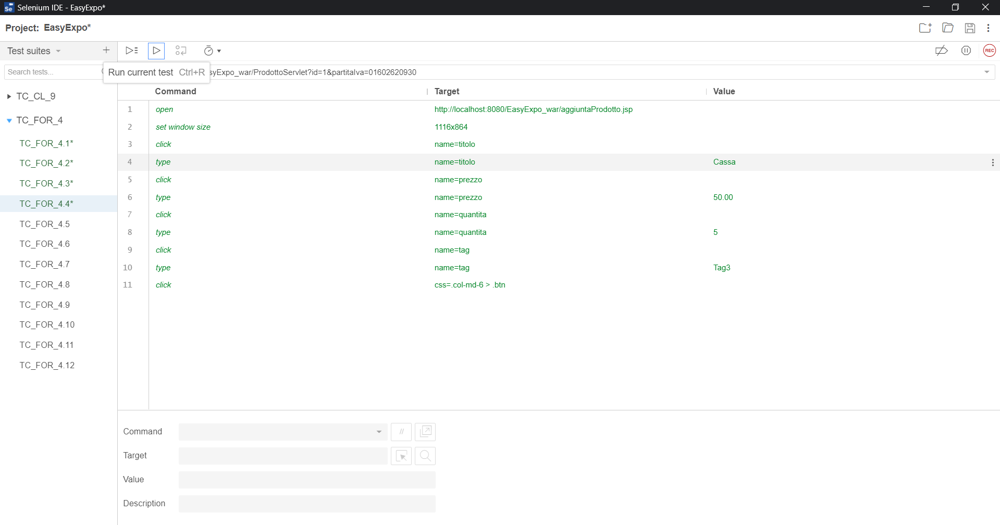 Selenium IDE - EasyExpo*
Project: EasyExpo*
Test suites
REC
Search tests...
Run current test Ctrl+R
syExpo_war/ProdottoServlet?id=1&partitaIva=01602620930
Command Target Value
TC_CL_9
TC_FOR_4
TC_FOR_4.1*
TC_FOR_4.2*
TC_FOR_4.3*
TC_FOR_4.4*
TC_FOR_4.5
TC_FOR_4.6
TC_FOR_4.7
TC_FOR_4.8
TC_FOR_4.9
TC_FOR_4.10
TC_FOR_4.11
TC_FOR_4.12
1 open http://localhost:8080/EasyExpo_war/aggiuntaProdotto.jsp
2 set window size 1116x864
3 click name=titolo
4 type name=titolo Cassa
5 click name=prezzo
6 type name=prezzo 50.00
7 click name=quantita
8 type name=quantita 5
9 click name=tag
10 type name=tag Tag3
11 click css=.col-md-6 > .btn
Command //
Target
Value
Description